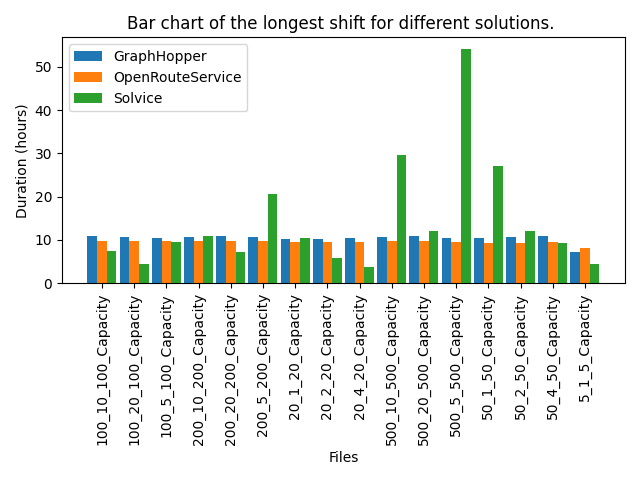 Bar chart of the longest shift for different solutions.
GraphHopper
OpenRouteService
Solvice
Duration (hours)
50
40
30
20
10
0
100_10_100_Capacity
100_20_100_Capacity
100_5_100_Capacity
200_10_200_Capacity
200_20_200_Capacity
200_5_200_Capacity
20_1_20_Capacity
20_2_20_Capacity
20_4_20_Capacity
500_10_500_Capacity
500_20_500_Capacity
500_5_500_Capacity
50_1_50_Capacity
50_2_50_Capacity
50_4_50_Capacity
5_1_5_Capacity
Files